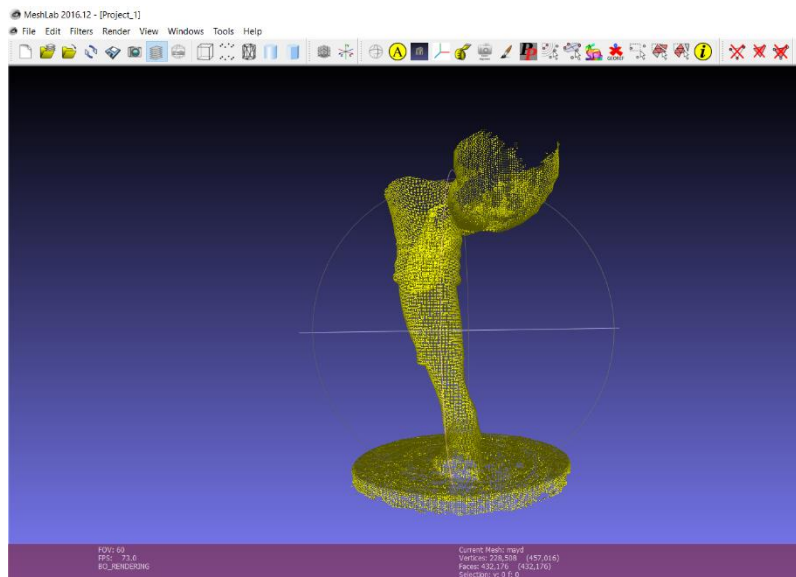 MeshLab 2016.12 - [Project_1]
File Edit Filters Render View Windows Tools Help
A
i
FOV: 60
FPS: 73.0
BO_RENDERING
Current Mesh: mayd
Vertices: 228,508 (457,016)
Faces: 432,176 (432,176)
Selection: v: 0 f: 0